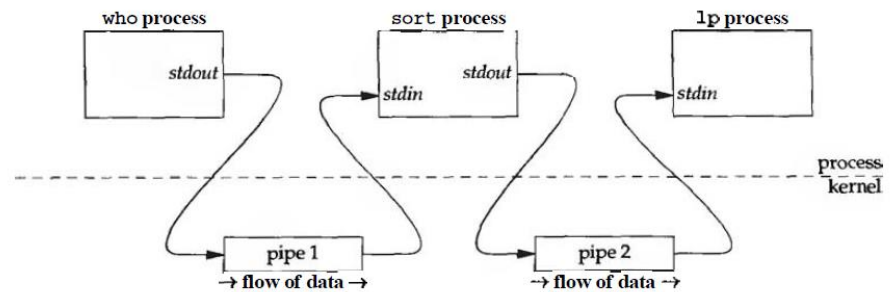 who process
sort process
lp process
stdout
stdin
stdout
stdin
process
kernel
pipe 1
pipe 2
→ flow of data →
→ flow of data →